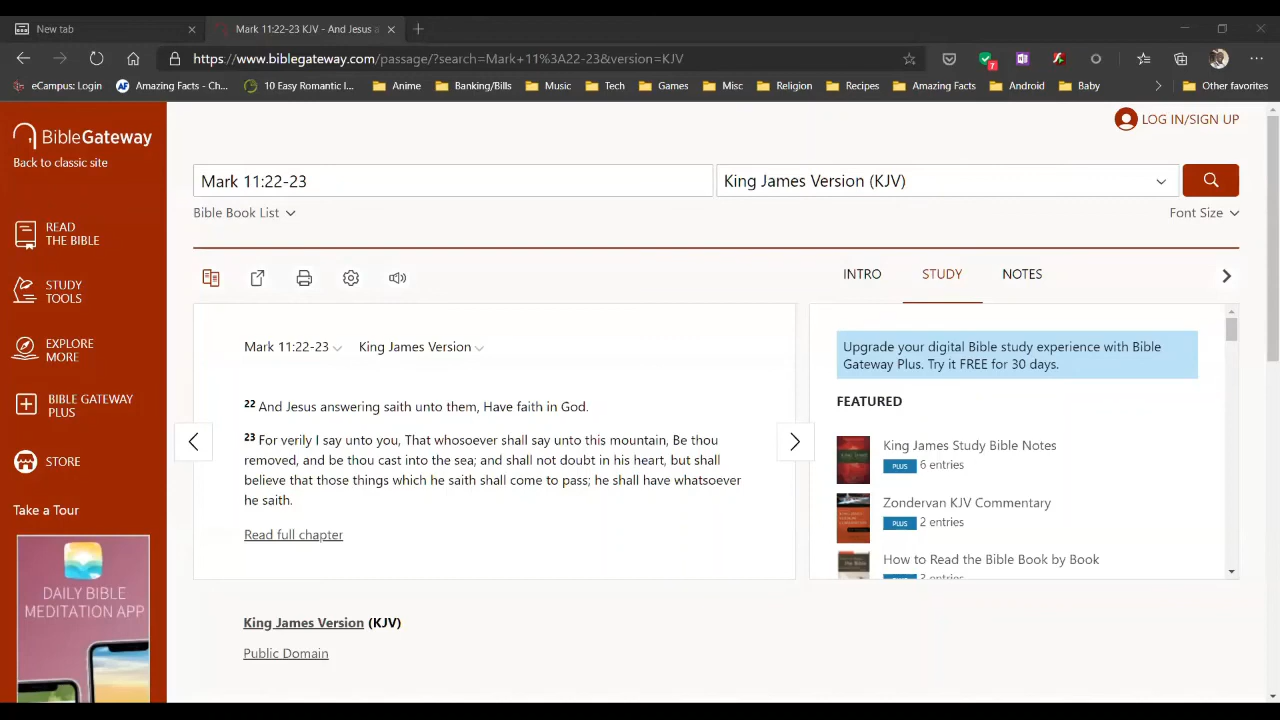 New tab
Mark 11:22-23 KJV - And Jesus a
https://www.biblegateway.com/passage/?search=Mark+11%3A22-23&version=KJV
7
eCampus: Login
AF
Amazing Facts - Ch...
10 Easy Romantic I...
Anime
Banking/Bills
Music
Tech
Games
Misc
Religion
Recipes
Amazing Facts
Android
Baby
Other favorites
BibleGateway
Back to classic site
LOG IN/SIGN UP
Mark 11:22-23
King James Version (KJV)
Bible Book List
Font Size
READ
THE BIBLE
STUDY
TOOLS
EXPLORE
MORE
BIBLE GATEWAY
PLUS
STORE
Take a Tour
DAILY BIBLE
MEDITATION APP
INTRO
STUDY
NOTES
Mark 11:22-23
King James Version
22 And Jesus answering saith unto them, Have faith in God.
23 For verily I say unto you, That whosoever shall say unto this mountain, Be thou
removed, and be thou cast into the sea; and shall not doubt in his heart, but shall
believe that those things which he saith shall come to pass; he shall have whatsoever
he saith.
Read full chapter
King James Version (KJV)
Public Domain
Upgrade your digital Bible study experience with Bible
Gateway Plus. Try it FREE for 30 days.
FEATURED
King James Study Bible Notes
PLUS 6 entries
Zondervan KJV Commentary
PLUS 2 entries
How to Read the Bible Book by Book
3 entries